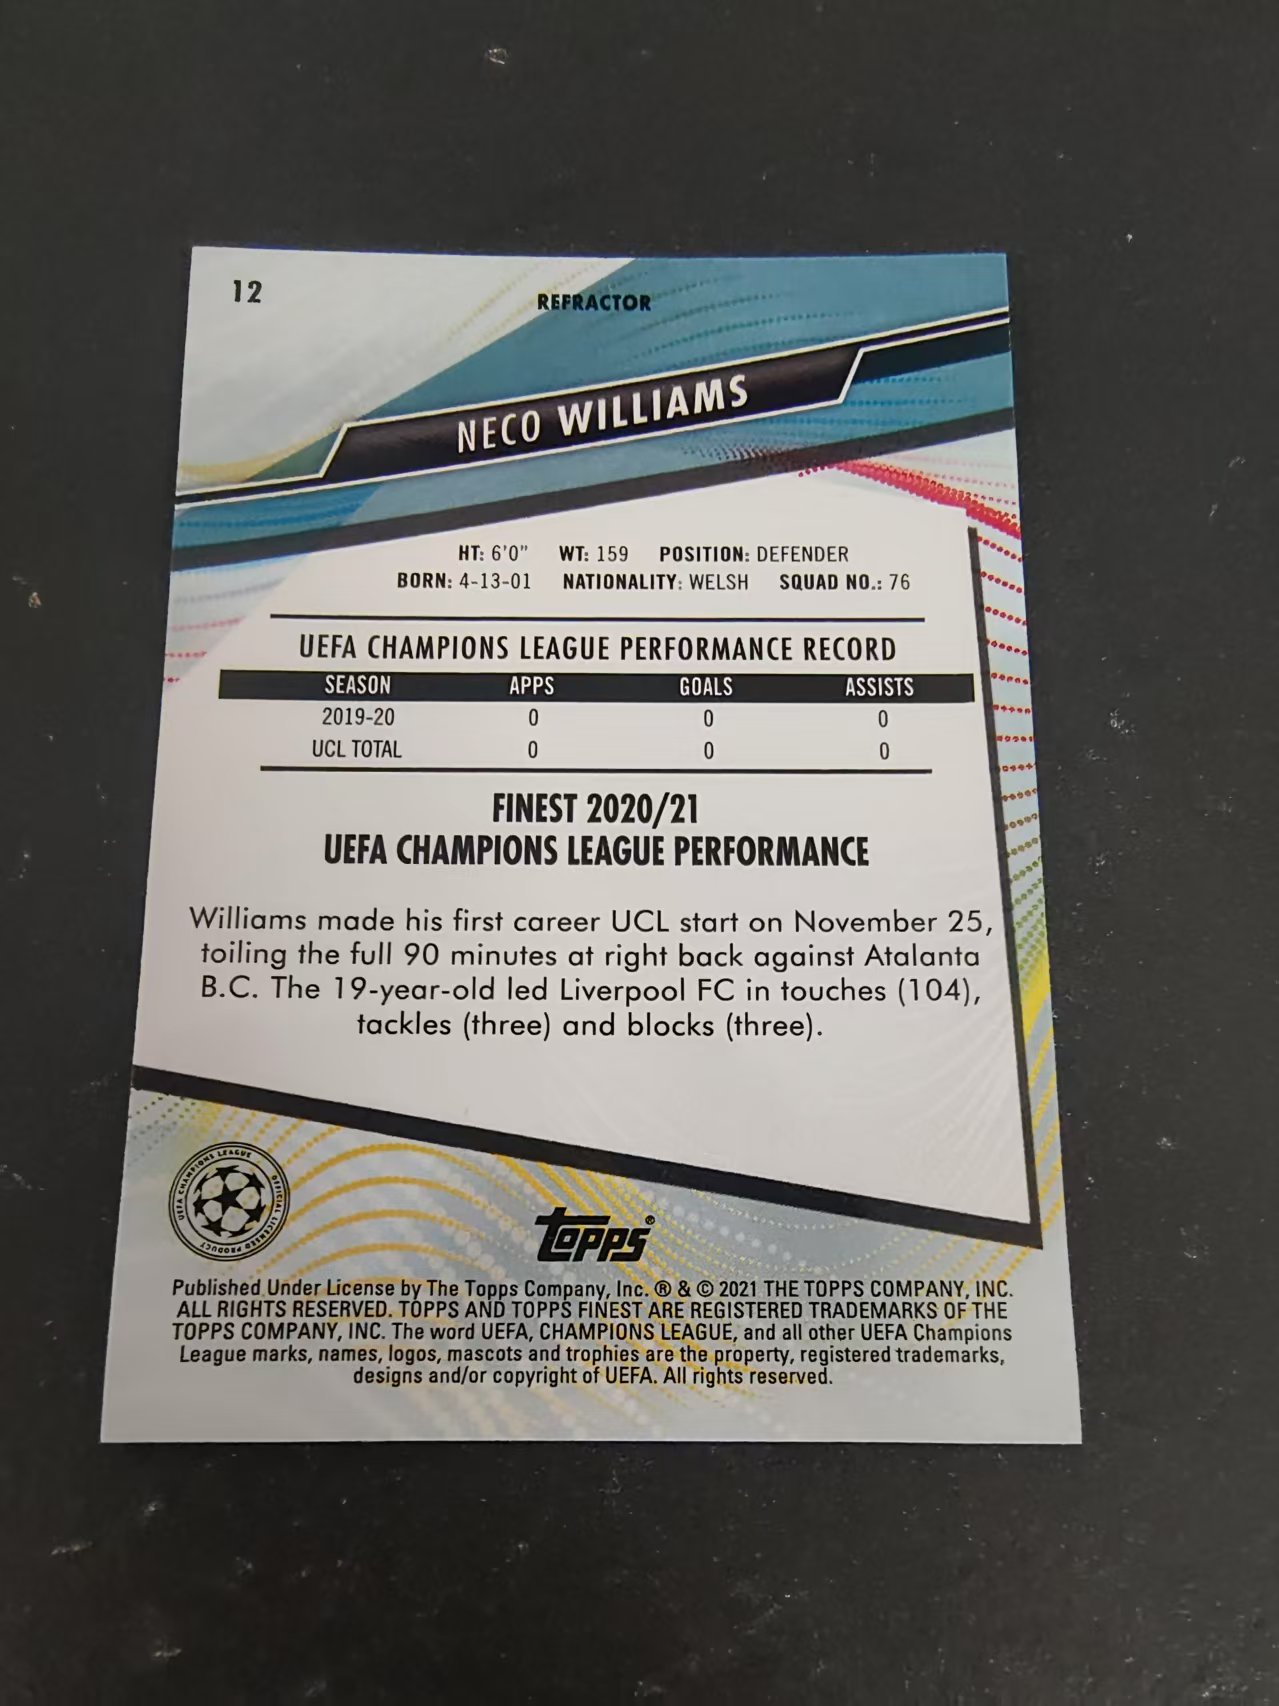 12
REFRACTOR
NECO WILLIAMS
HT: 6'0" WT: 159 POSITION: DEFENDER
BORN: 4-13-01 NATIONALITY: WELSH SQUAD NO.: 76
UEFA CHAMPIONS LEAGUE PERFORMANCE RECORD
SEASON APPS GOALS ASSISTS
2019-20 0 0 0
UCL TOTAL 0 0 0
FINEST 2020/21
UEFA CHAMPIONS LEAGUE PERFORMANCE
Williams made his first career UCL start on November 25,
toiling the full 90 minutes at right back against Atalanta
B.C. The 19-year-old led Liverpool FC in touches (104),
tackles (three) and blocks (three).
UEFA CHAMPIONS LEAGUE OFFICIAL LICENSED PRODUCT
Topps®
Published Under License by The Topps Company, Inc. ® & © 2021 THE TOPPS COMPANY, INC.
ALL RIGHTS RESERVED. TOPPS AND TOPPS FINEST ARE REGISTERED TRADEMARKS OF THE
TOPPS COMPANY, INC. The word UEFA, CHAMPIONS LEAGUE, and all other UEFA Champions
League marks, names, logos, mascots and trophies are the property, registered trademarks,
designs and/or copyright of UEFA. All rights reserved.